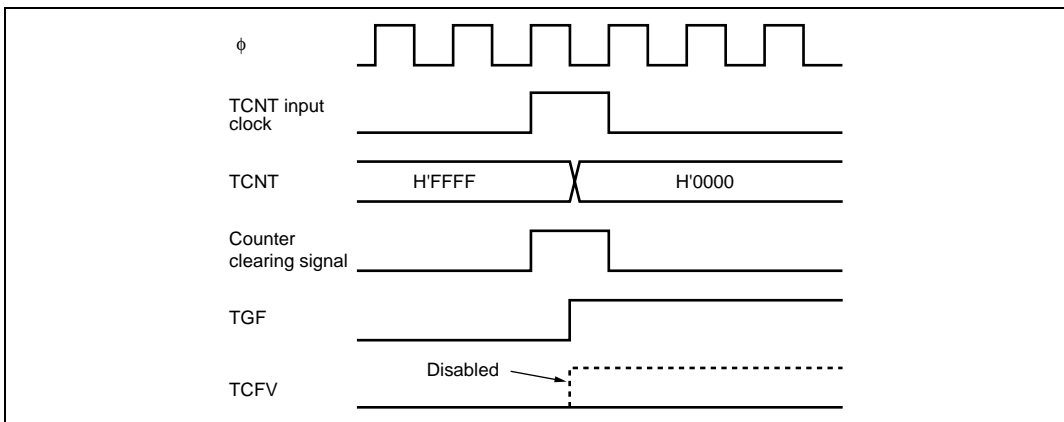 ϕ
TCNT input
clock
TCNT
H'FFFF
H'0000
Counter
clearing signal
TGF
Disabled
TCFV